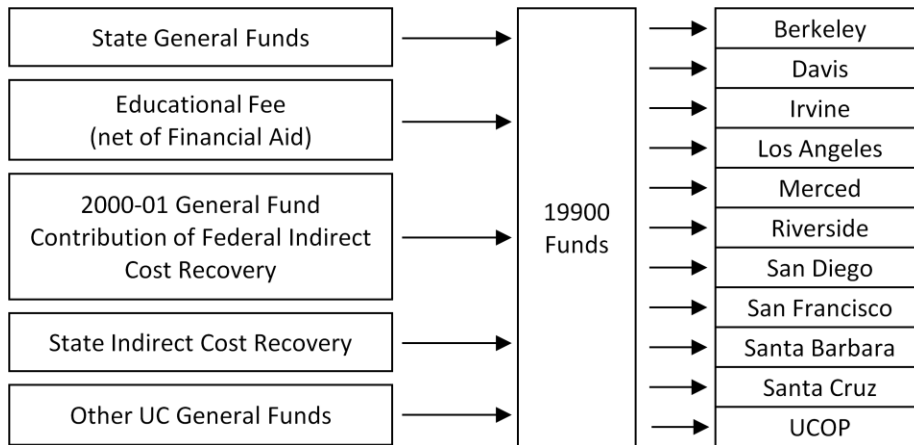 State General Funds
Educational Fee
(net of Financial Aid)
2000-01 General Fund
Contribution of Federal Indirect
Cost Recovery
State Indirect Cost Recovery
Other UC General Funds
19900
Funds
Berkeley
Davis
Irvine
Los Angeles
Merced
Riverside
San Diego
San Francisco
Santa Barbara
Santa Cruz
UCOP